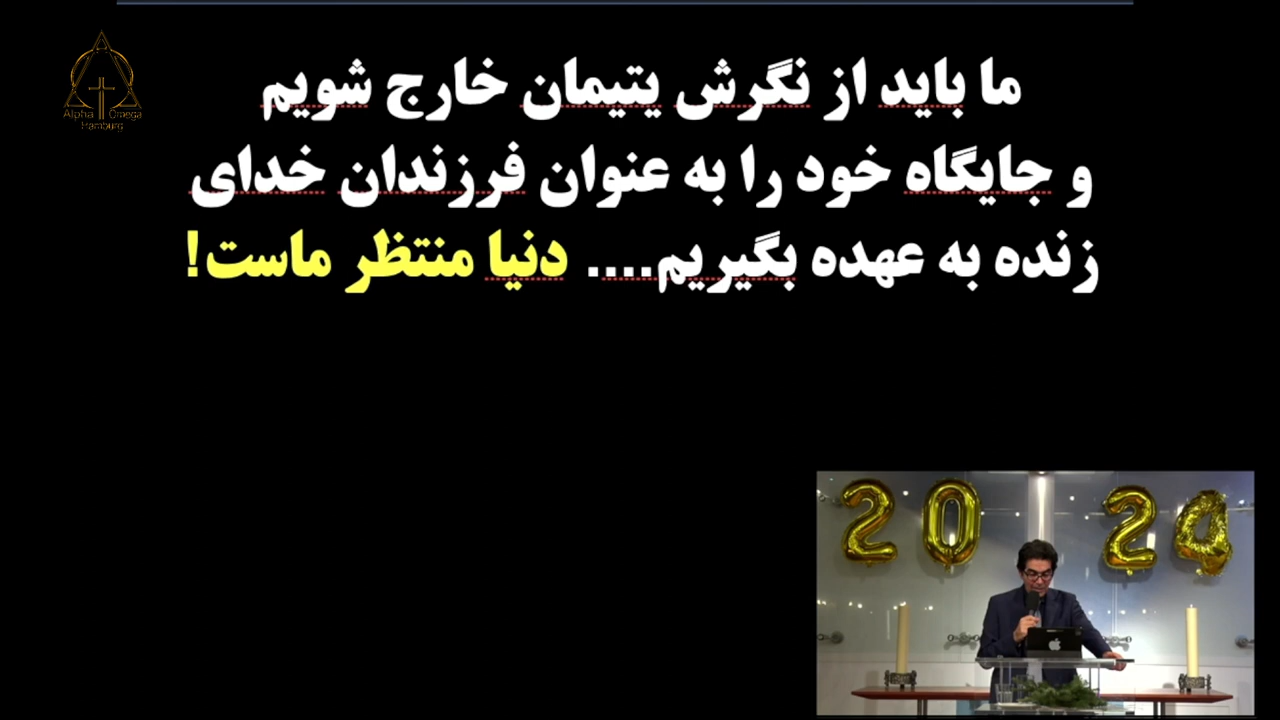 Alpha Omega
Hamburg
ما باید از نگرش یتیمان خارج شویم
و جایگاه خود را به عنوان فرزندان خدای
زنده به عهده بگیریم.... دنیا منتظر ماست!
2024